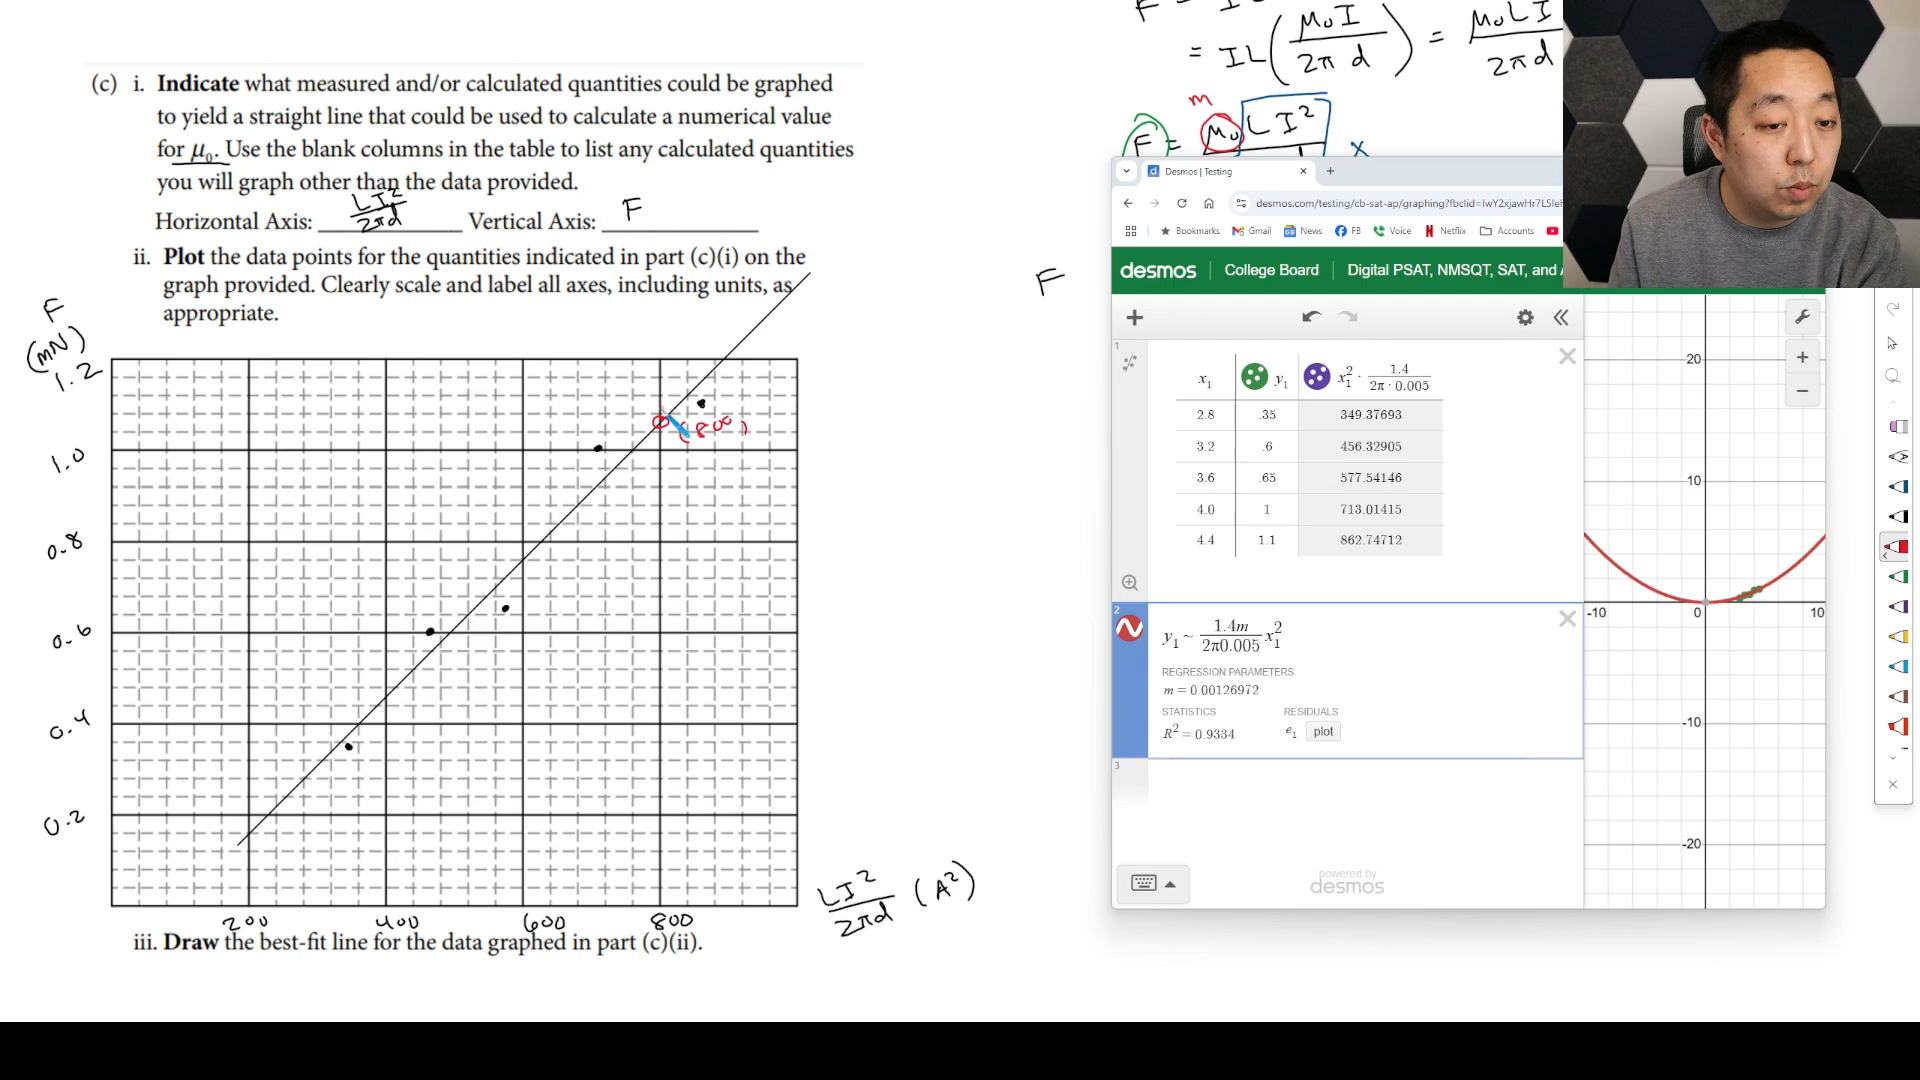 (c) i. Indicate what measured and/or calculated quantities could be graphed
to yield a straight line that could be used to calculate a numerical value
for μ₀. Use the blank columns in the table to list any calculated quantities
you will graph other than the data provided.
Horizontal Axis: LI²/2πd Vertical Axis: F
ii. Plot the data points for the quantities indicated in part (c)(i) on the
graph provided. Clearly scale and label all axes, including units, as
appropriate.
F
(mN)
1.2
1.0
0.8
0.6
0.4
0.2
(800, )
200 400 600 800
LI²/2πd (A²)
iii. Draw the best-fit line for the data graphed in part (c)(ii).
= IL(μ₀I/2πd) = μ₀LI/2πd
m
F = μ₀LI²
x
F
Desmos | Testing
desmos.com/testing/cb-sat-ap/graphing?fbclid=IwY2xjawHr7L5leH
Bookmarks Gmail News FB Voice Netflix Accounts
desmos College Board Digital PSAT, NMSQT, SAT, and
1
x₁ y₁ x₁² · 1.4/2π · 0.005
2.8 .35 349.37693
3.2 .6 456.32905
3.6 .65 577.54146
4.0 1 713.01415
4.4 1.1 862.74712
2
y₁ ~ 1.4m/2π0.005 x₁²
REGRESSION PARAMETERS
m = 0.00126972
STATISTICS RESIDUALS
R² = 0.9334 e₁ plot
3
powered by
desmos
20
10
-10 0 10
-10
-20